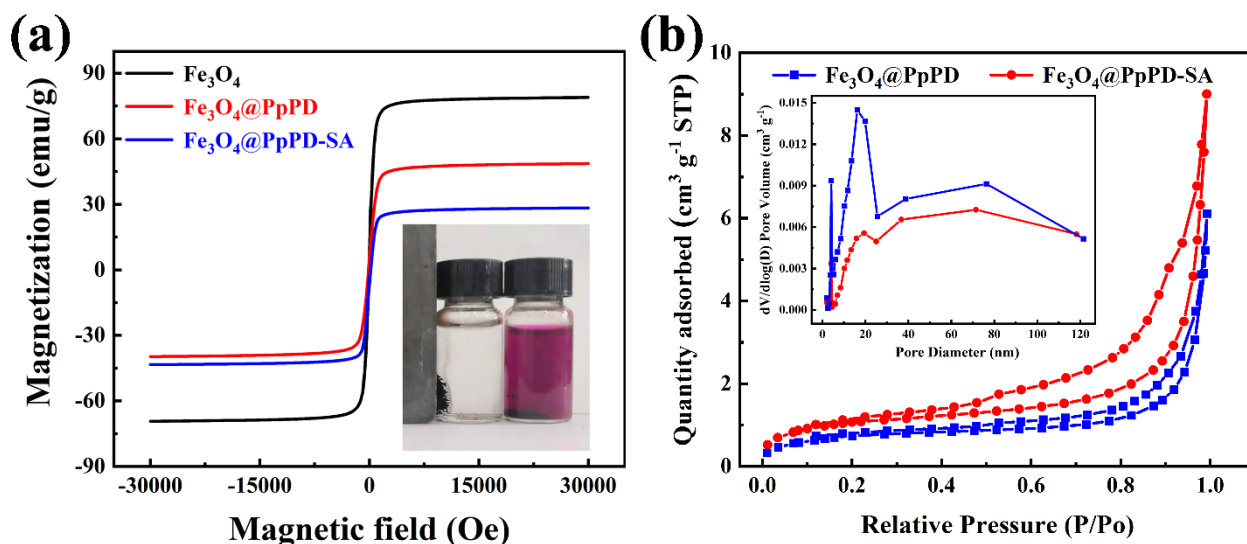 (a)
Fe₃O₄
Fe₃O₄@PpPD
Fe₃O₄@PpPD-SA
Magnetization (emu/g)
90
60
30
0
-30
-60
-90
-30000 -15000 0 15000 30000
Magnetic field (Oe)
(b)
Fe₃O₄@PpPD Fe₃O₄@PpPD-SA
Quantity adsorbed (cm³ g⁻¹ STP)
10
8
6
4
2
0
0.0 0.2 0.4 0.6 0.8 1.0
Relative Pressure (P/Po)
dV/dlog(D) Pore Volume (cm³ g⁻¹)
0.015
0.012
0.009
0.006
0.003
0.000
0 20 40 60 80 100 120
Pore Diameter (nm)